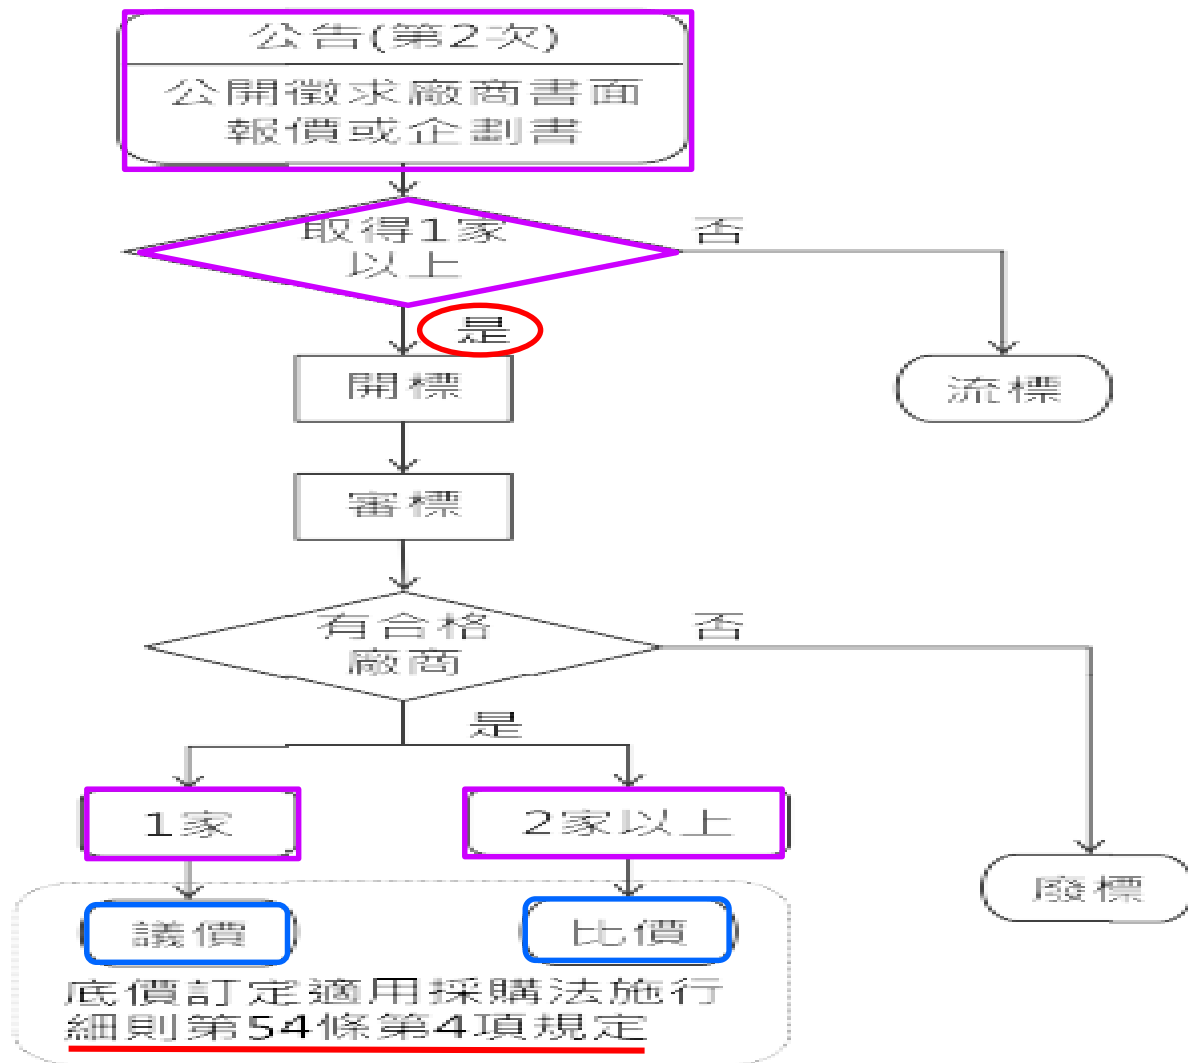 公告(第2次)
公開徵求廠商書面
報價或企劃書
取得1家
以上
否
是
開標
流標
審標
有合格
廠商
否
是
1家
2家以上
廢標
議價
比價
底價訂定適用採購法施行
細則第54條第4項規定